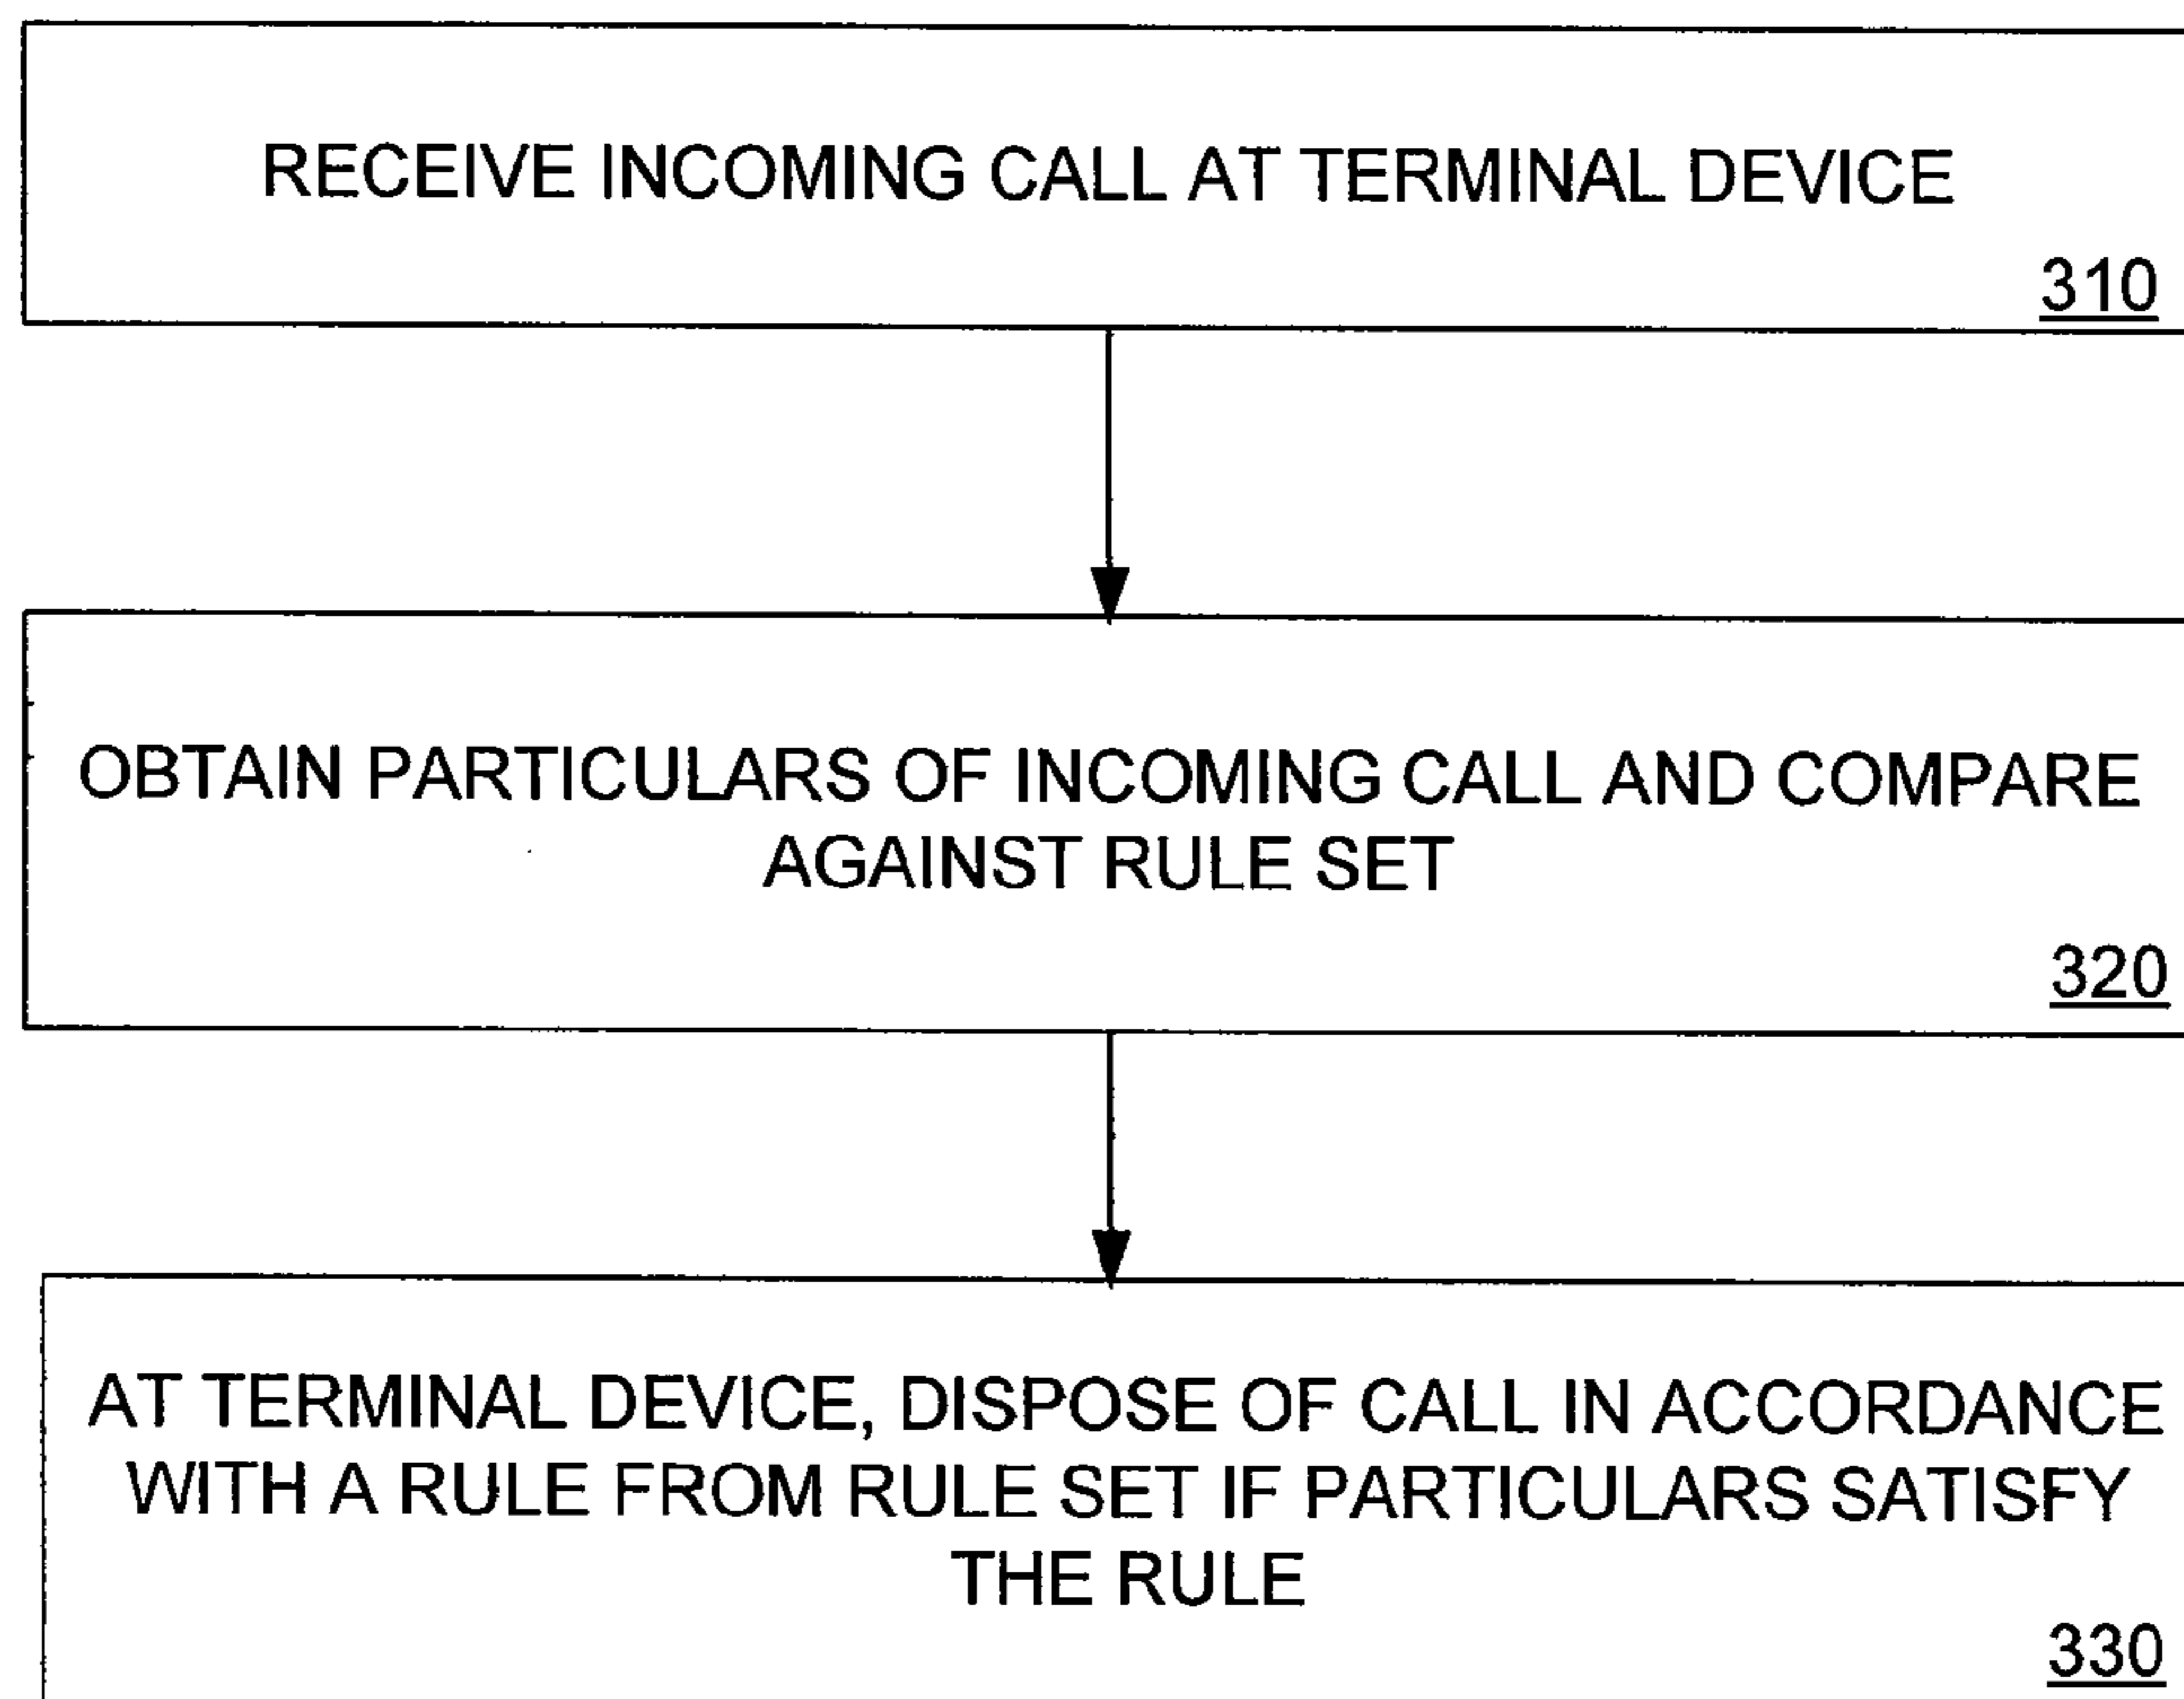 RECEIVE INCOMING CALL AT TERMINAL DEVICE
310
OBTAIN PARTICULARS OF INCOMING CALL AND COMPARE
AGAINST RULE SET
320
AT TERMINAL DEVICE, DISPOSE OF CALL IN ACCORDANCE
WITH A RULE FROM RULE SET IF PARTICULARS SATISFY
THE RULE
330